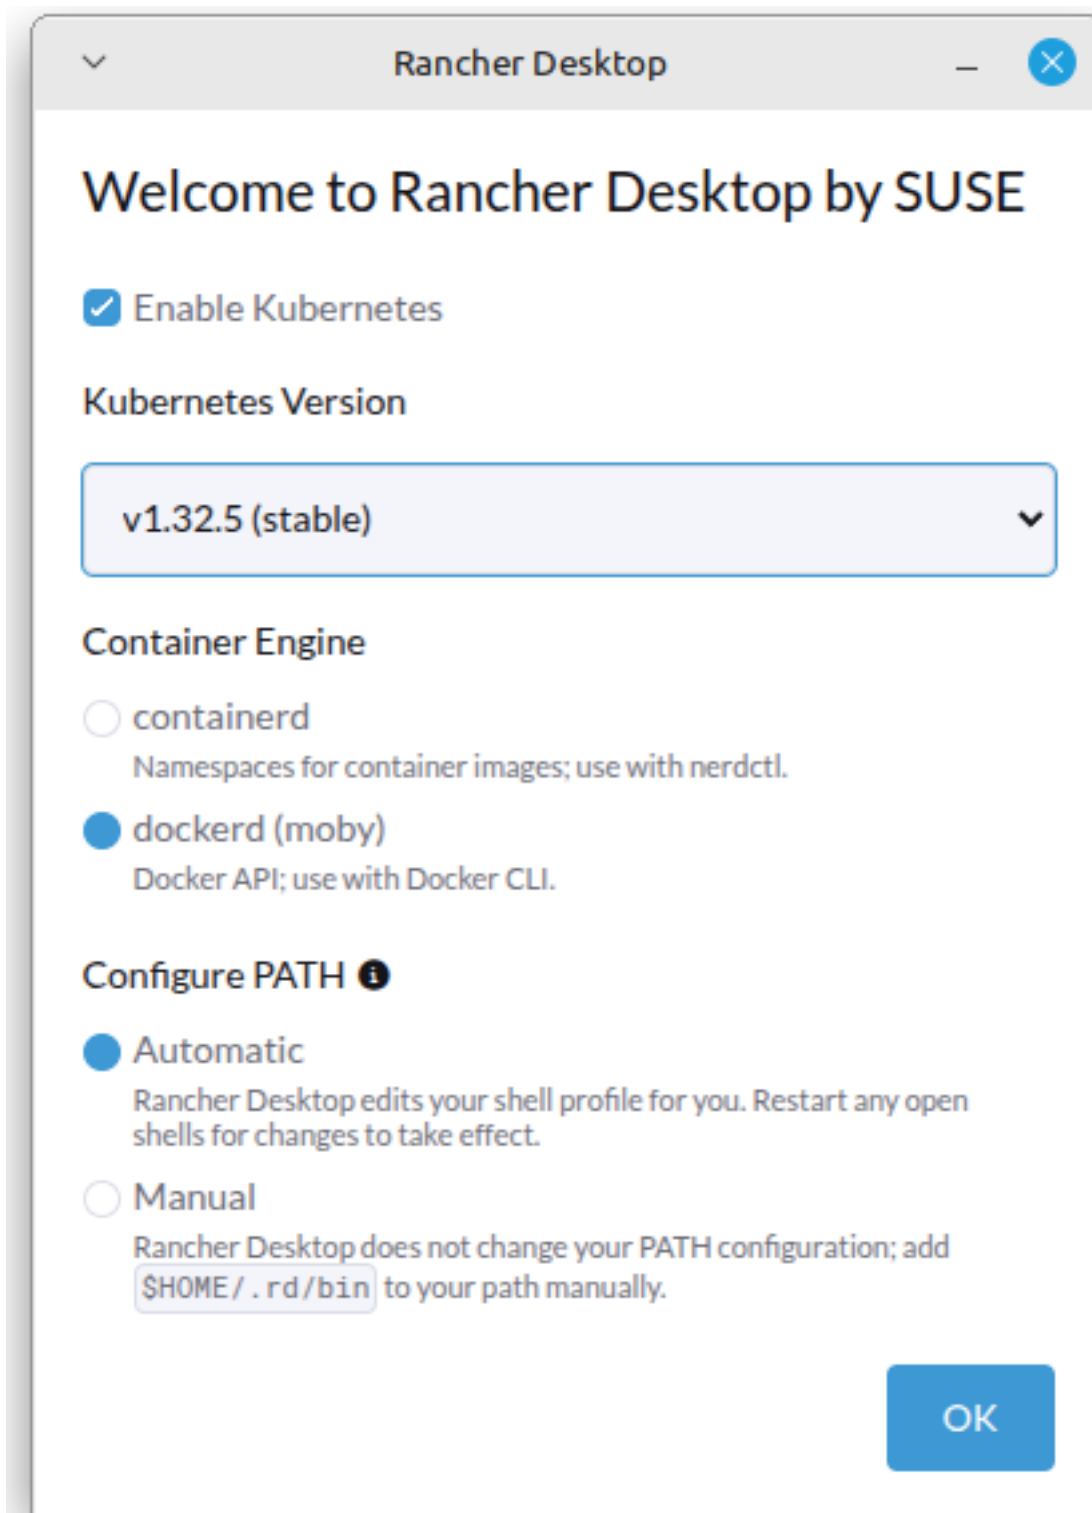 Rancher Desktop
Welcome to Rancher Desktop by SUSE
Enable Kubernetes
Kubernetes Version
v1.32.5 (stable)
Container Engine
containerd
Namespaces for container images; use with nerdctl.
dockerd (moby)
Docker API; use with Docker CLI.
Configure PATH
Automatic
Rancher Desktop edits your shell profile for you. Restart any open
shells for changes to take effect.
Manual
Rancher Desktop does not change your PATH configuration; add
$HOME/.rd/bin to your path manually.
OK